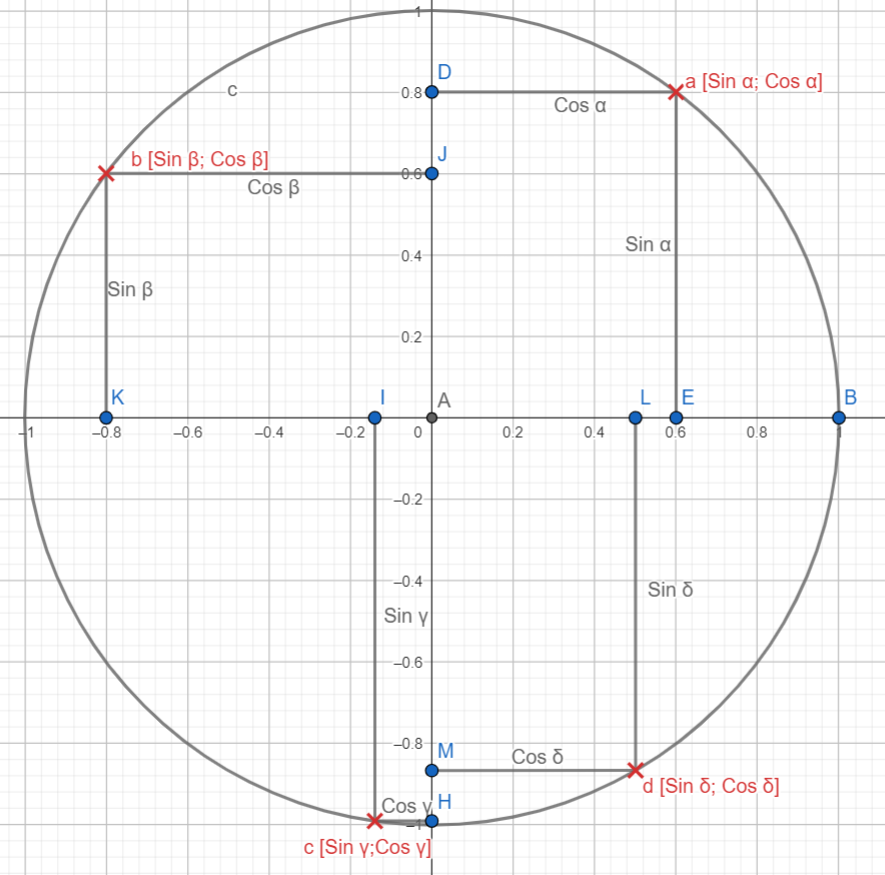 1
D
a [Sin α; Cos α]
c
0.8
Cos α
J
b [Sin β; Cos β]
0.6
Cos β
Sin α
0.4
Sin β
0.2
K
I
A
L
E
B
−1
−0.8
−0.6
−0.4
−0.2
0
0.2
0.4
0.6
0.8
1
−0.2
−0.4
Sin δ
Sin γ
−0.6
−0.8
M
Cos δ
d [Sin δ; Cos δ]
Cos γ
H
−1
c [Sin γ;Cos γ]